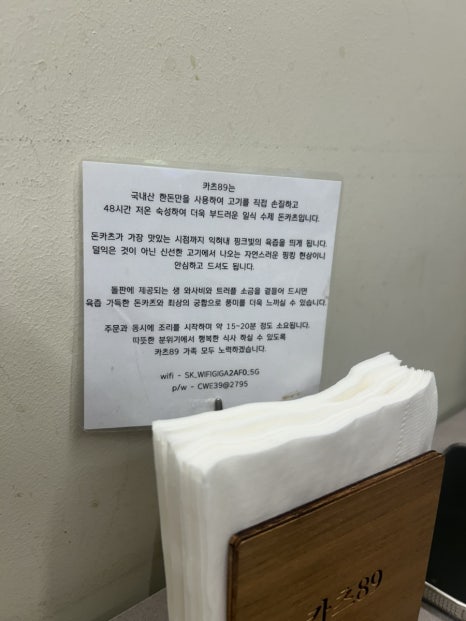 카츠89는
국내산 한돈만을 사용하여 고기를 직접 손질하고
48시간 저온 숙성하여 더욱 부드러운 일식 수제 돈카츠입니다.
돈카츠가 가장 맛있는 시점까지 익혀내 핑크빛의 육즙을 띄게 됩니다.
덜익은 것이 아닌 신선한 고기에서 나오는 자연스러운 핑킹 현상이니
안심하고 드셔도 됩니다.
돌판에 제공되는 생 와사비와 트러플 소금을 곁들어 드시면
육즙 가득한 돈카츠와 최상의 궁합으로 풍미를 더욱 느끼실 수 있습니다.
주문과 동시에 조리를 시작하며 약 15~20분 정도 소요됩니다.
따뜻한 분위기에서 행복한 식사 하실 수 있도록
카츠89 가족 모두 노력하겠습니다.
wifi - SK_WIFIGIGA2AF0_5G
p/w - CWE39@2795
카츠89